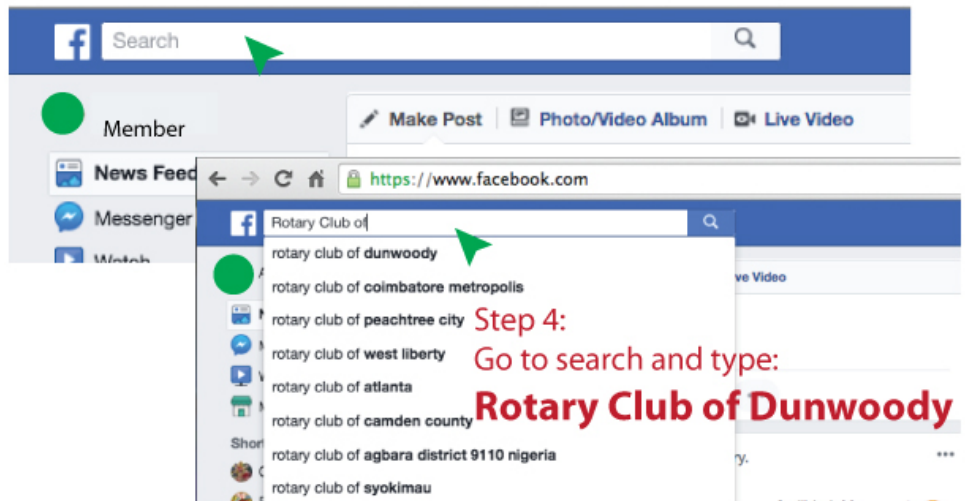 f Search
Member
Make Post Photo/Video Album Live Video
News Feed
Messenger
Watch
https://www.facebook.com
f Rotary Club of
rotary club of dunwoody
ve Video
rotary club of coimbatore metropolis
rotary club of peachtree city
rotary club of west liberty
rotary club of atlanta
rotary club of camden county
Shor
rotary club of agbara district 9110 nigeria
ry.
rotary club of syokimau
Step 4:
Go to search and type:
Rotary Club of Dunwoody